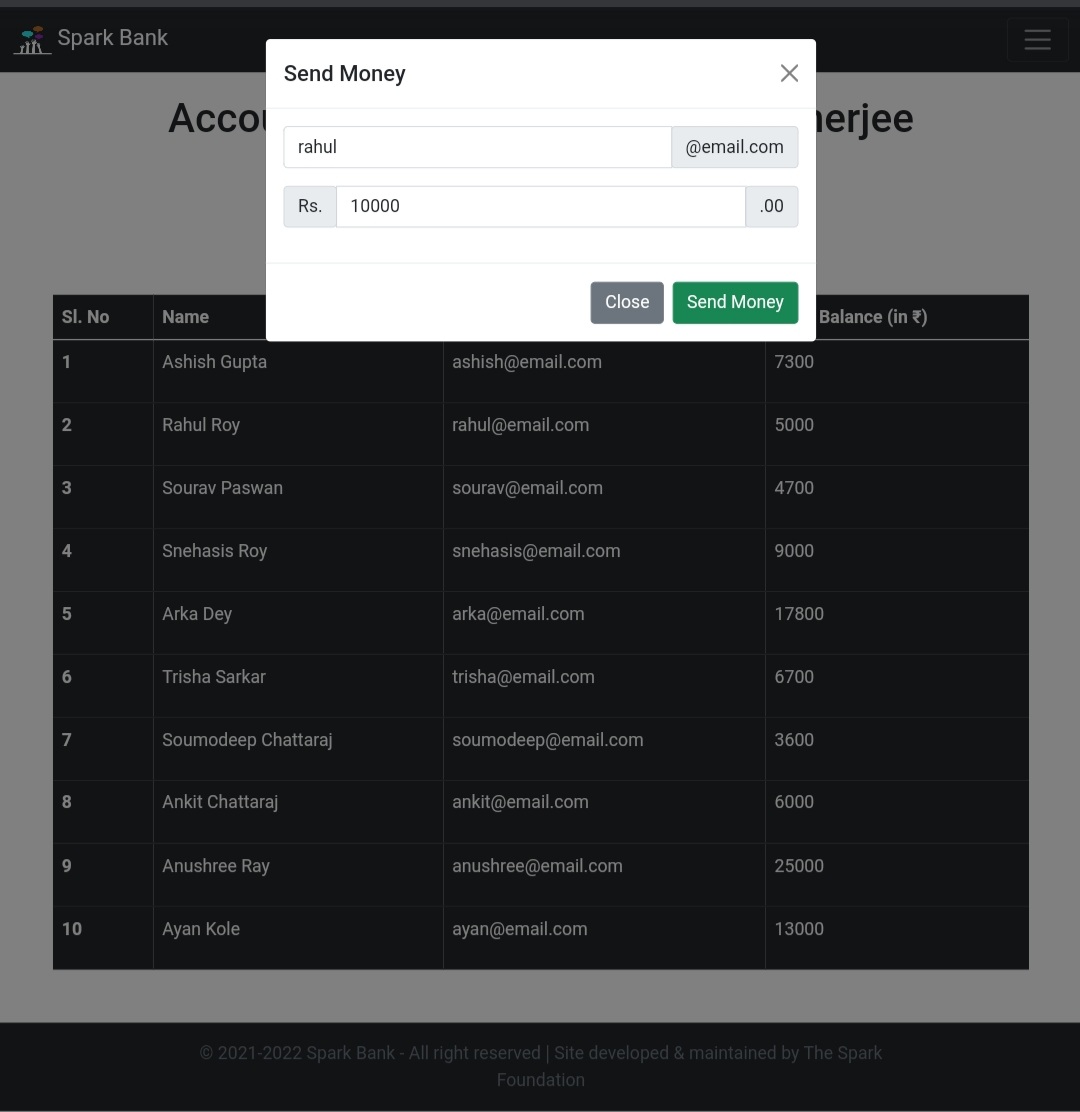 Spark Bank
Send Money
rahul @email.com
Rs. 10000 .00
Close Send Money
Sl. No Name Balance (in ₹)
1 Ashish Gupta ashish@email.com 7300
2 Rahul Roy rahul@email.com 5000
3 Sourav Paswan sourav@email.com 4700
4 Snehasis Roy snehasis@email.com 9000
5 Arka Dey arka@email.com 17800
6 Trisha Sarkar trisha@email.com 6700
7 Soumodeep Chattaraj soumodeep@email.com 3600
8 Ankit Chattaraj ankit@email.com 6000
9 Anushree Ray anushree@email.com 25000
10 Ayan Kole ayan@email.com 13000
© 2021-2022 Spark Bank - All right reserved | Site developed & maintained by The Spark
Foundation